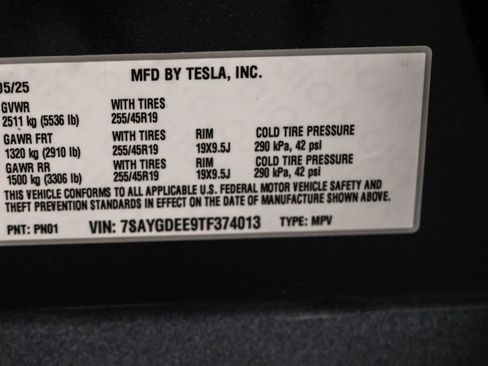 MFD BY TESLA, INC.
05/25
GVWR WITH TIRES
2511 kg (5536 lb) 255/45R19
GAWR FRT WITH TIRES RIM COLD TIRE PRESSURE
1320 kg (2910 lb) 255/45R19 19X9.5J 290 kPa, 42 psi
GAWR RR WITH TIRES RIM COLD TIRE PRESSURE
1500 kg (3306 lb) 255/45R19 19X9.5J 290 kPa, 42 psi
THIS VEHICLE CONFORMS TO ALL APPLICABLE U.S. FEDERAL MOTOR VEHICLE SAFETY AND
THEFT PREVENTION STANDARDS IN EFFECT ON THE DATE OF MANUFACTURE SHOWN ABOVE.
PNT: PN01 VIN: 7SAYGDEE9TF374013 TYPE: MPV